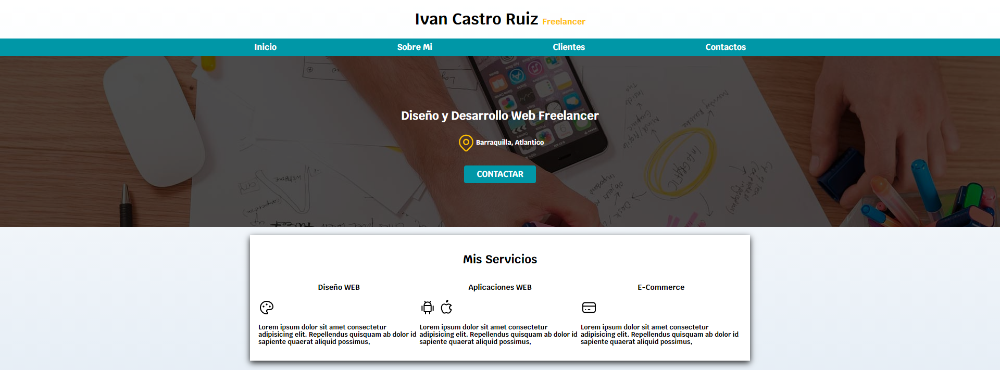 Ivan Castro Ruiz Freelancer
Inicio Sobre Mi Clientes Contactos
Diseño y Desarrollo Web Freelancer
Barraquilla, Atlantico
CONTACTAR
Mis Servicios
Diseño WEB
Lorem ipsum dolor sit amet consectetur
adipisicing elit. Repellendus quisquam ab dolor id
sapiente quaerat aliquid possimus,
Aplicaciones WEB
Lorem ipsum dolor sit amet consectetur
adipisicing elit. Repellendus quisquam ab dolor id
sapiente quaerat aliquid possimus,
E-Commerce
Lorem ipsum dolor sit amet consectetur
adipisicing elit. Repellendus quisquam ab dolor id
sapiente quaerat aliquid possimus,